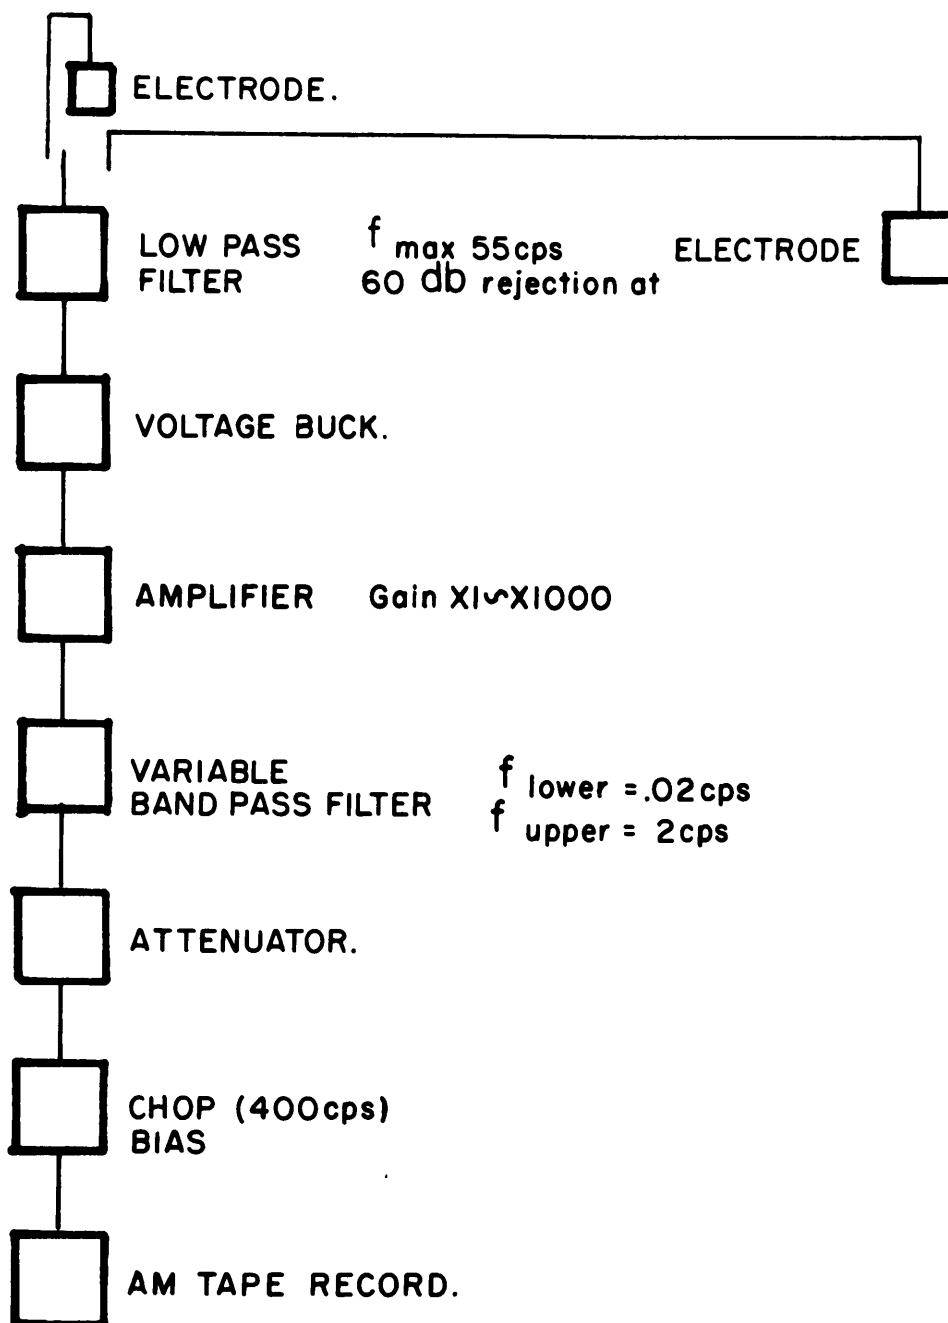 ELECTRODE.
LOW PASS f max 55cps ELECTRODE
FILTER 60 db rejection at
VOLTAGE BUCK.
AMPLIFIER Gain X1~X1000
VARIABLE f lower = .02cps
BAND PASS FILTER f upper = 2cps
ATTENUATOR.
CHOP (400cps)
BIAS
AM TAPE RECORD.